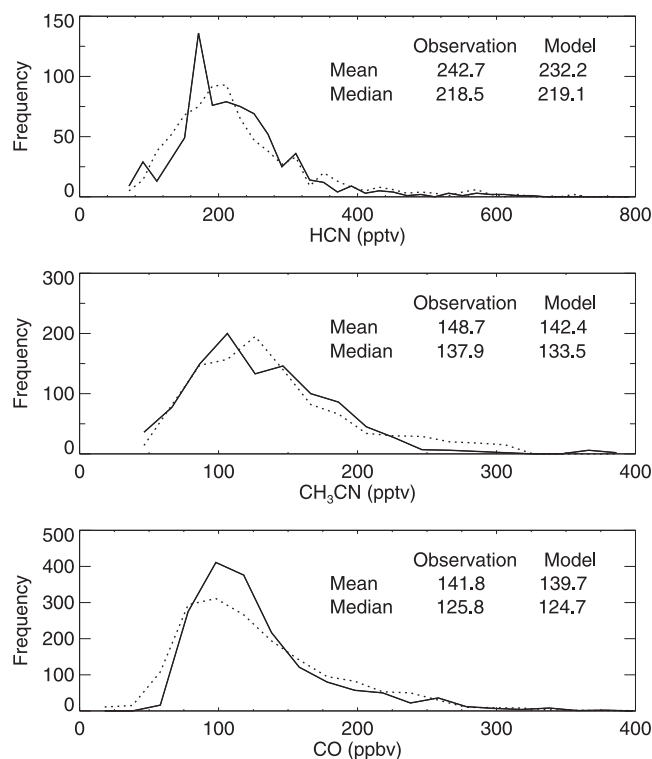 150
100
50
0
Frequency
Observation Model
Mean 242.7 232.2
Median 218.5 219.1
0 200 400 600 800
HCN (pptv)
300
200
100
0
Frequency
Observation Model
Mean 148.7 142.4
Median 137.9 133.5
0 100 200 300 400
CH₃CN (pptv)
500
400
300
200
100
0
Frequency
Observation Model
Mean 141.8 139.7
Median 125.8 124.7
0 100 200 300 400
CO (ppbv)